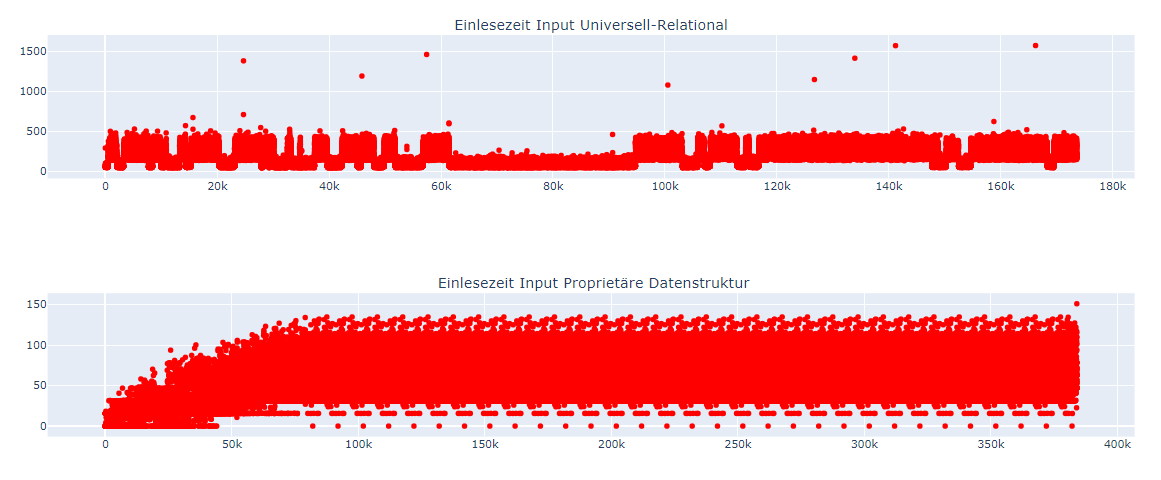 Einlesezeit Input Universell-Relational
1500
1000
500
0
0 20k 40k 60k 80k 100k 120k 140k 160k 180k
Einlesezeit Input Proprietäre Datenstruktur
150
100
50
0
0 50k 100k 150k 200k 250k 300k 350k 400k